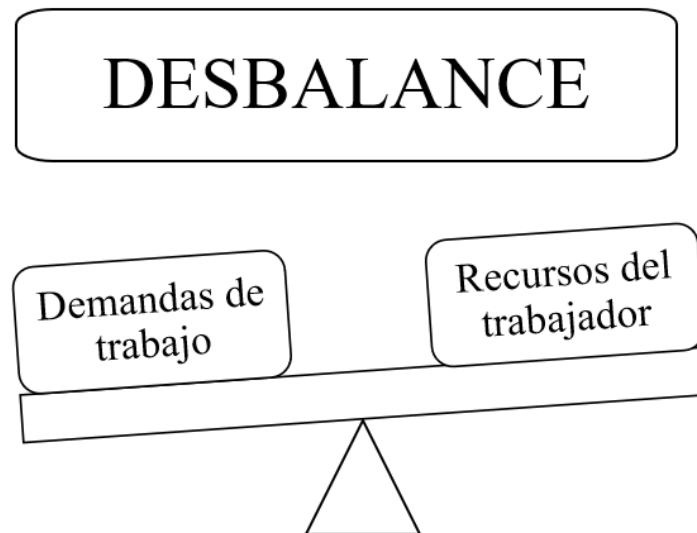 DESBALANCE
Demandas de
trabajo
Recursos del
trabajador